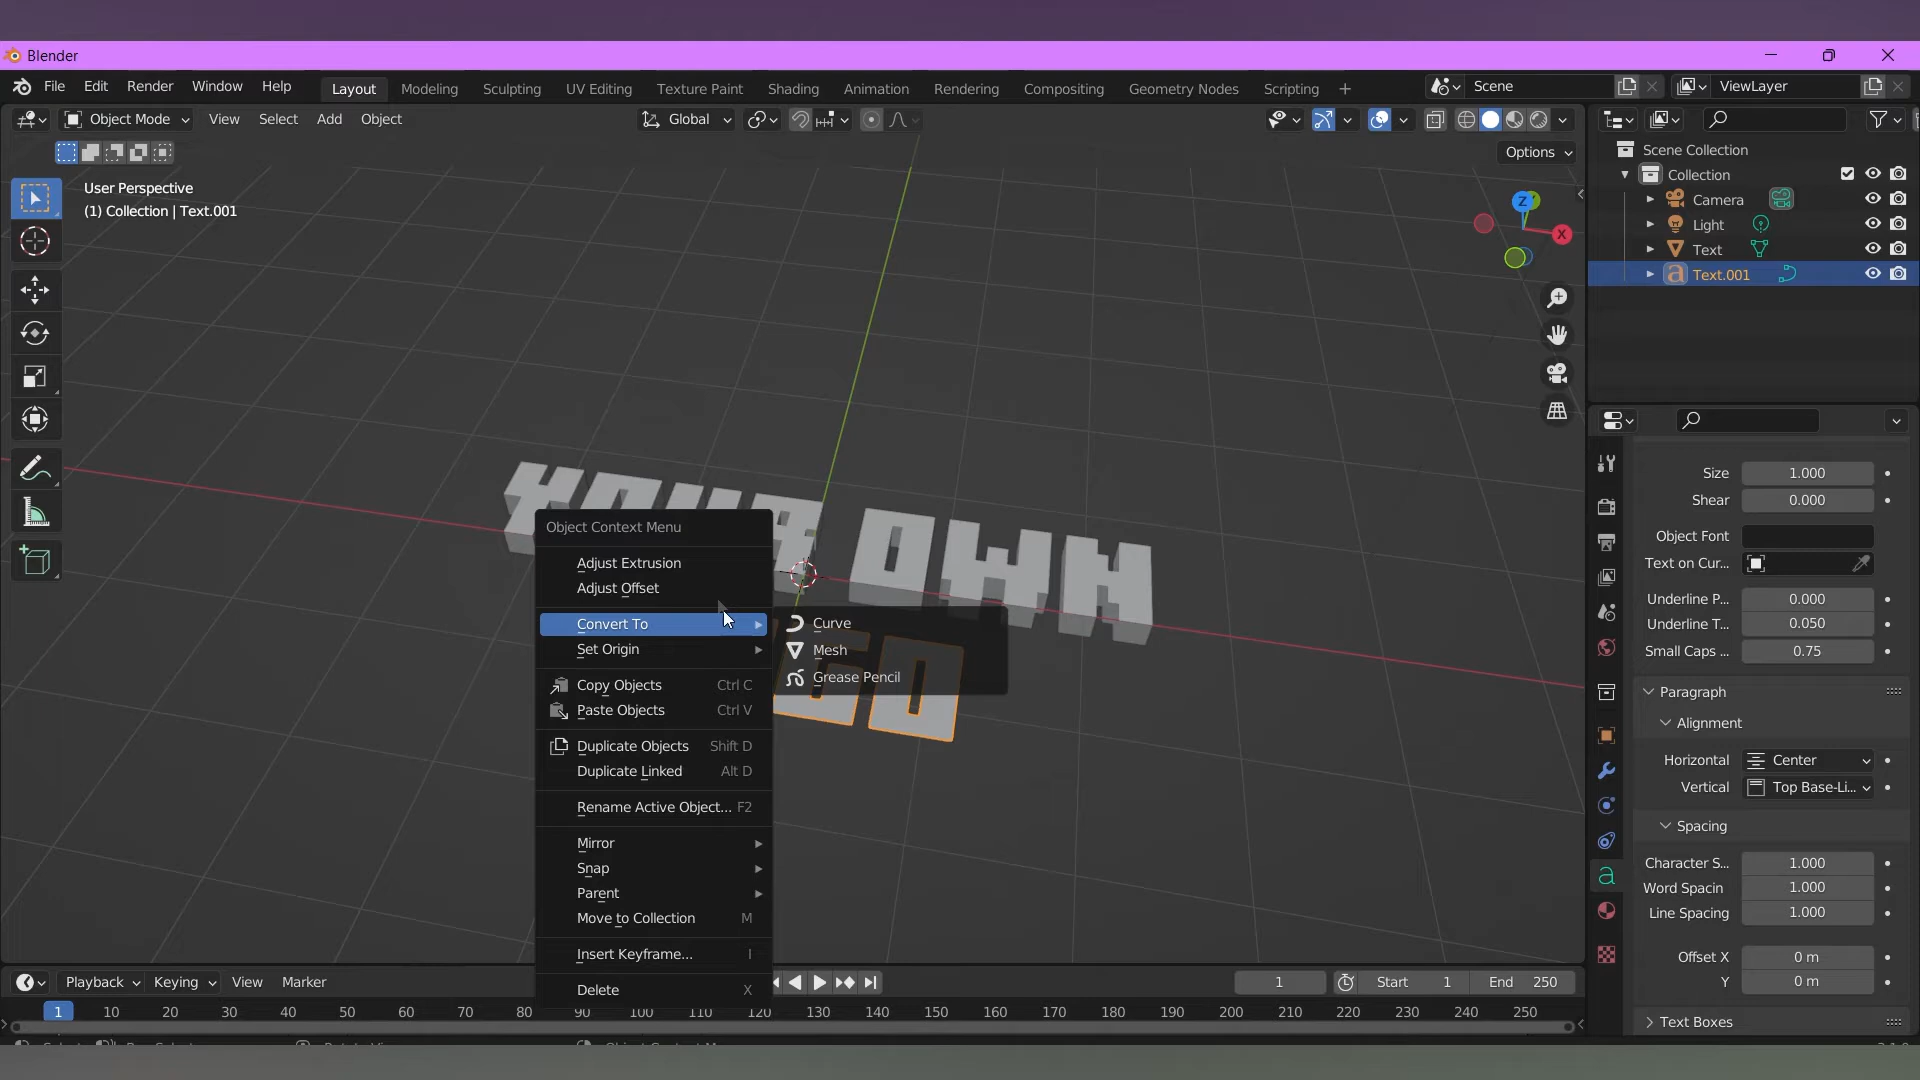 Blender
File Edit Render Window Help
Layout Modeling Sculpting UV Editing Texture Paint Shading Animation Rendering Compositing Geometry Nodes Scripting +
Scene
ViewLayer
Object Mode View Select Add Object
Global
Options
User Perspective
(1) Collection | Text.001
Z
X
Scene Collection
Collection
Camera
Light
Text
Text.001
YOUR OWN
Object Context Menu
Adjust Extrusion
Adjust Offset
Convert To
Set Origin
Copy Objects Ctrl C
Paste Objects Ctrl V
Duplicate Objects Shift D
Duplicate Linked Alt D
Rename Active Object... F2
Mirror
Snap
Parent
Move to Collection M
Insert Keyframe... I
Delete X
Curve
Mesh
Grease Pencil
Size 1.000
Shear 0.000
Object Font
Text on Cur...
Underline P... 0.000
Underline T... 0.050
Small Caps ... 0.75
Paragraph
Alignment
Horizontal Center
Vertical Top Base-Li...
Spacing
Character S... 1.000
Word Spacin 1.000
Line Spacing 1.000
Offset X 0 m
Y 0 m
Text Boxes
Playback Keying View Marker
1 Start 1 End 250
1 10 20 30 40 50 60 70 80 90 100 110 120 130 140 150 160 170 180 190 200 210 220 230 240 250